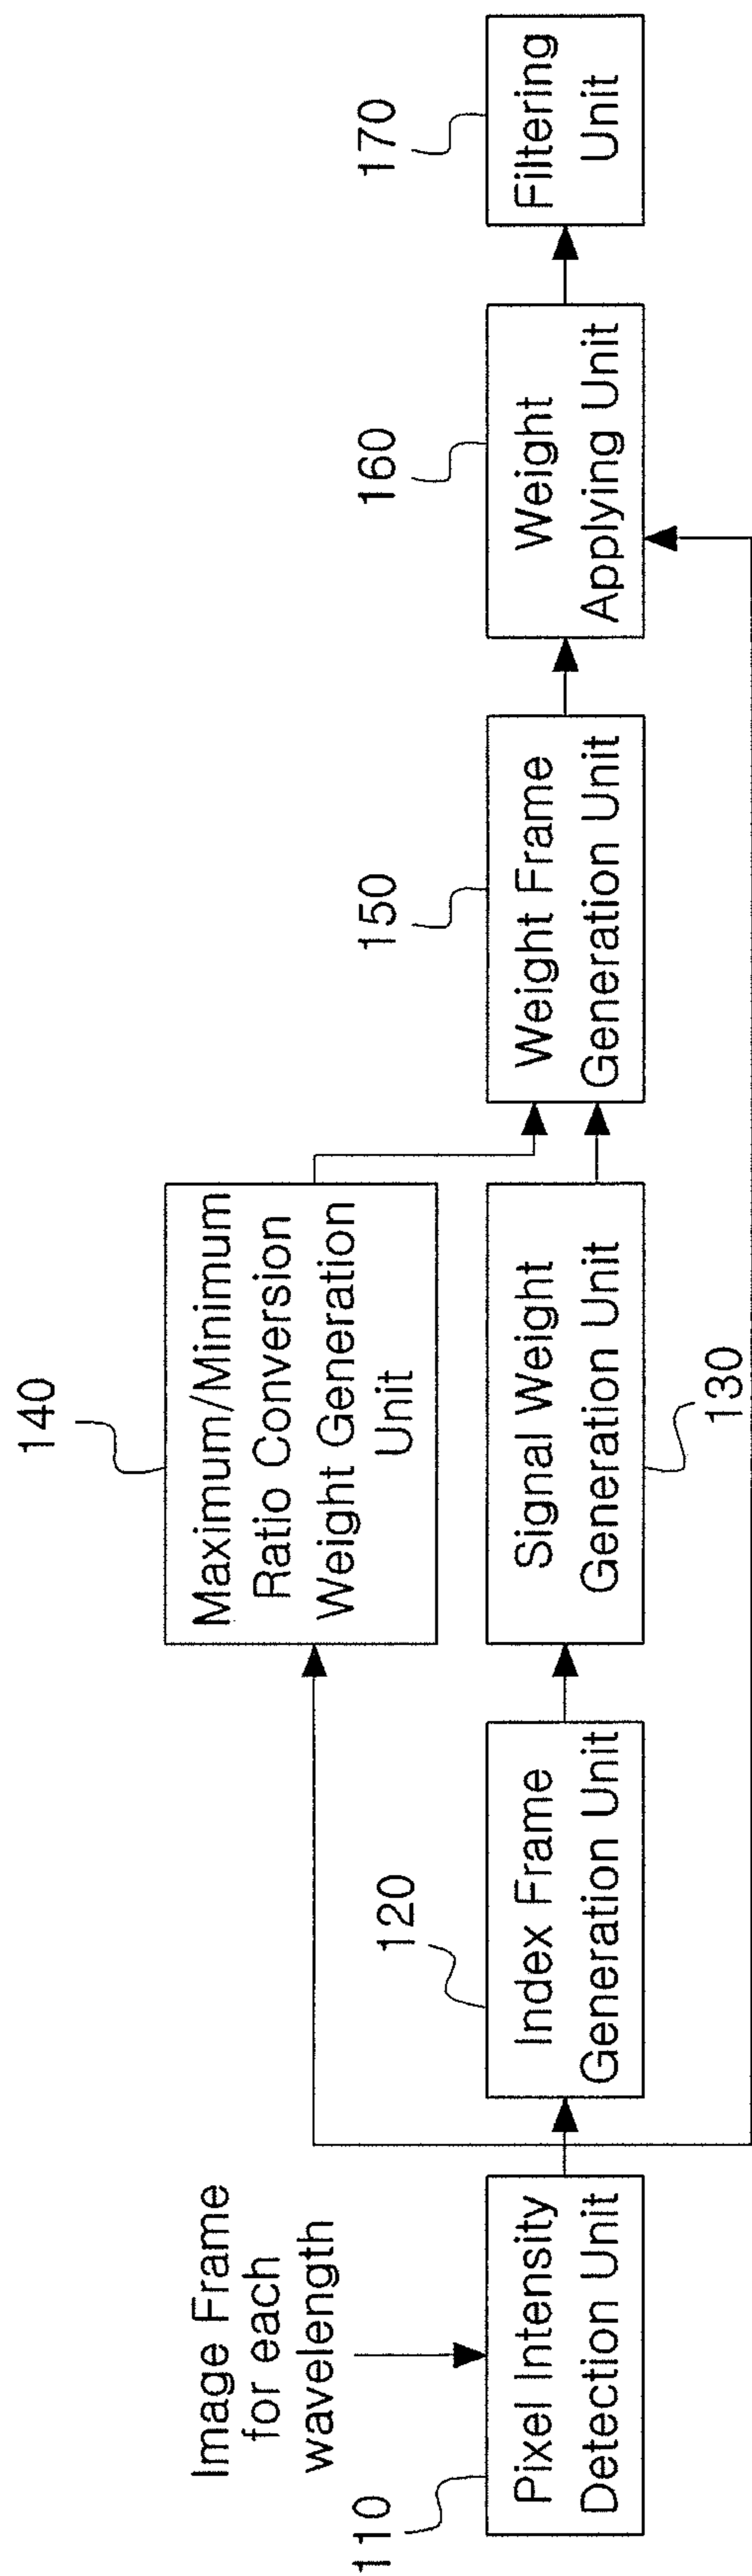 Image Frame
for each
wavelength
110
Pixel Intensity
Detection Unit
120
Index Frame
Generation Unit
140
Maximum/Minimum
Ratio Conversion
Weight Generation
Unit
Signal Weight
Generation Unit
130
150
Weight Frame
Generation Unit
160
Weight
Applying Unit
170
Filtering
Unit